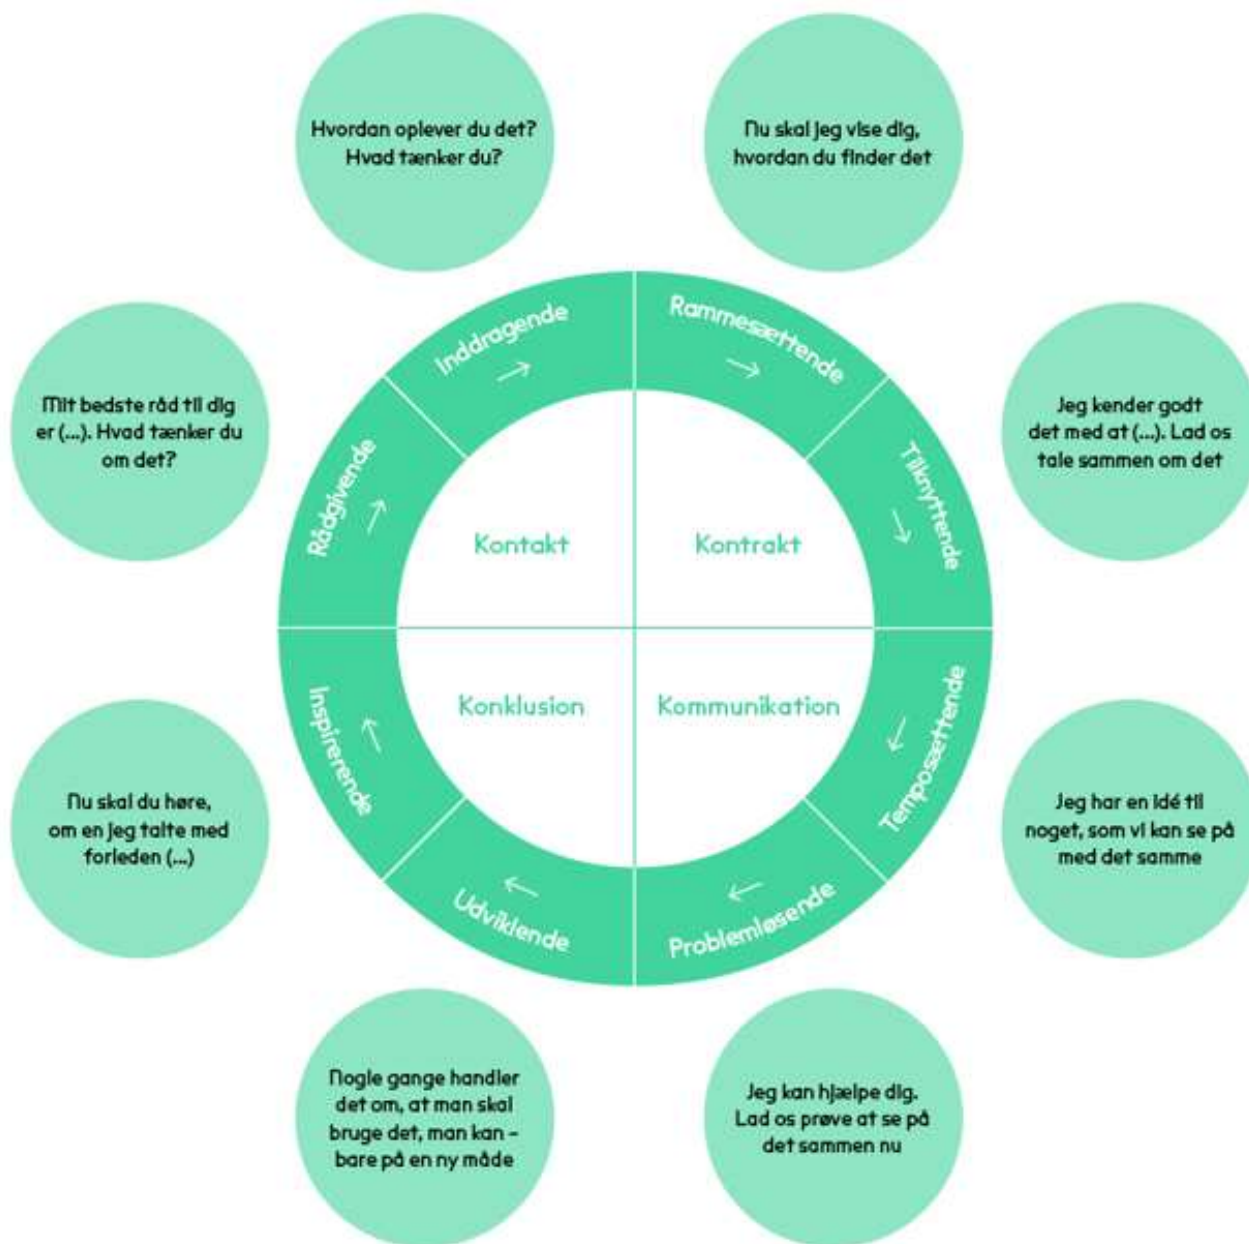 Hvordan oplever du det?
Hvad tænker du?
Nu skal jeg vise dig,
hvordan du finder det
Mit bedste råd til dig
er (...). Hvad tænker du
om det?
Jeg kender godt
det med at (...). Lad os
tale sammen om det
Inddragende
Rammesættende
Rådgivende
Tilknyttende
Kontakt
Kontrakt
Konklusion
Kommunikation
Inspirerende
Temposættende
Udviklende
Problemløsende
Nu skal du høre,
om en jeg talte med
forleden (...)
Jeg har en idé til
noget, som vi kan se på
med det samme
Nogle gange handler
det om, at man skal
bruge det, man kan –
bare på en ny måde
Jeg kan hjælpe dig.
Lad os prøve at se på
det sammen nu